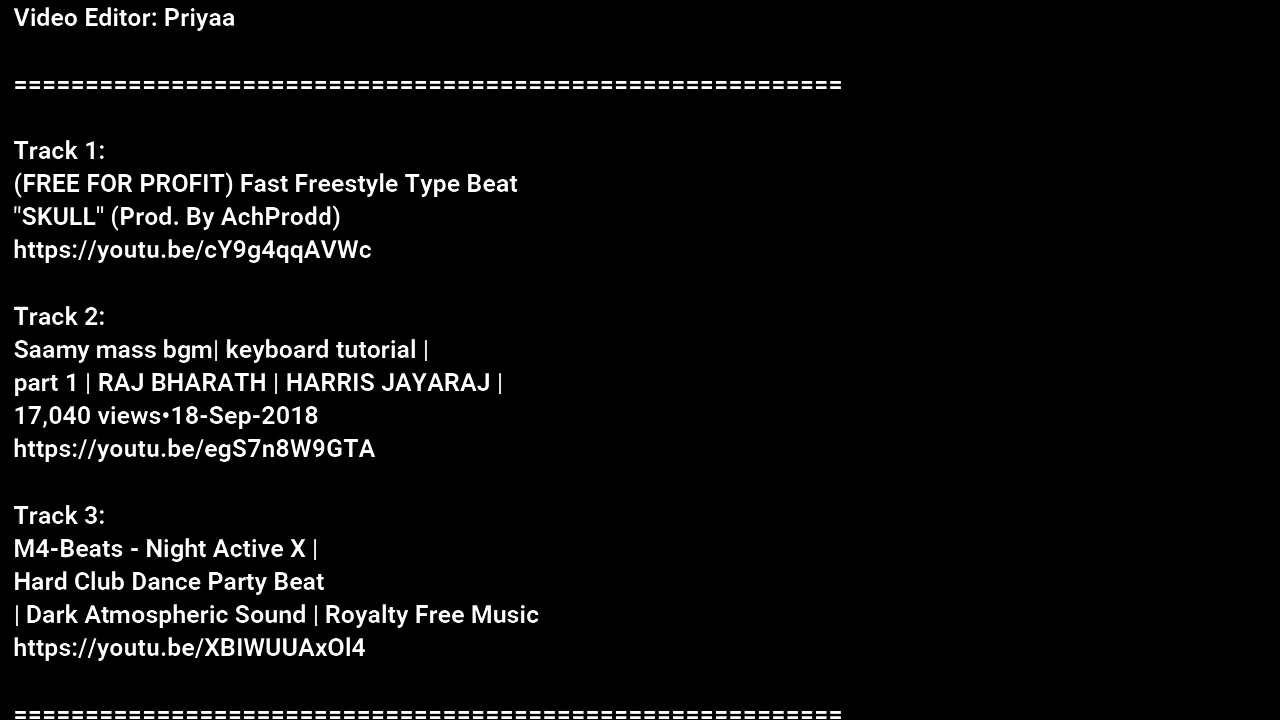 Video Editor: Priyaa
==========================================================
Track 1:
(FREE FOR PROFIT) Fast Freestyle Type Beat
"SKULL" (Prod. By AchProdd)
https://youtu.be/cY9g4qqAVWc
Track 2:
Saamy mass bgm| keyboard tutorial |
part 1 | RAJ BHARATH | HARRIS JAYARAJ |
17,040 views•18-Sep-2018
https://youtu.be/egS7n8W9GTA
Track 3:
M4-Beats - Night Active X |
Hard Club Dance Party Beat
| Dark Atmospheric Sound | Royalty Free Music
https://youtu.be/XBIWUUAxOl4
==========================================================